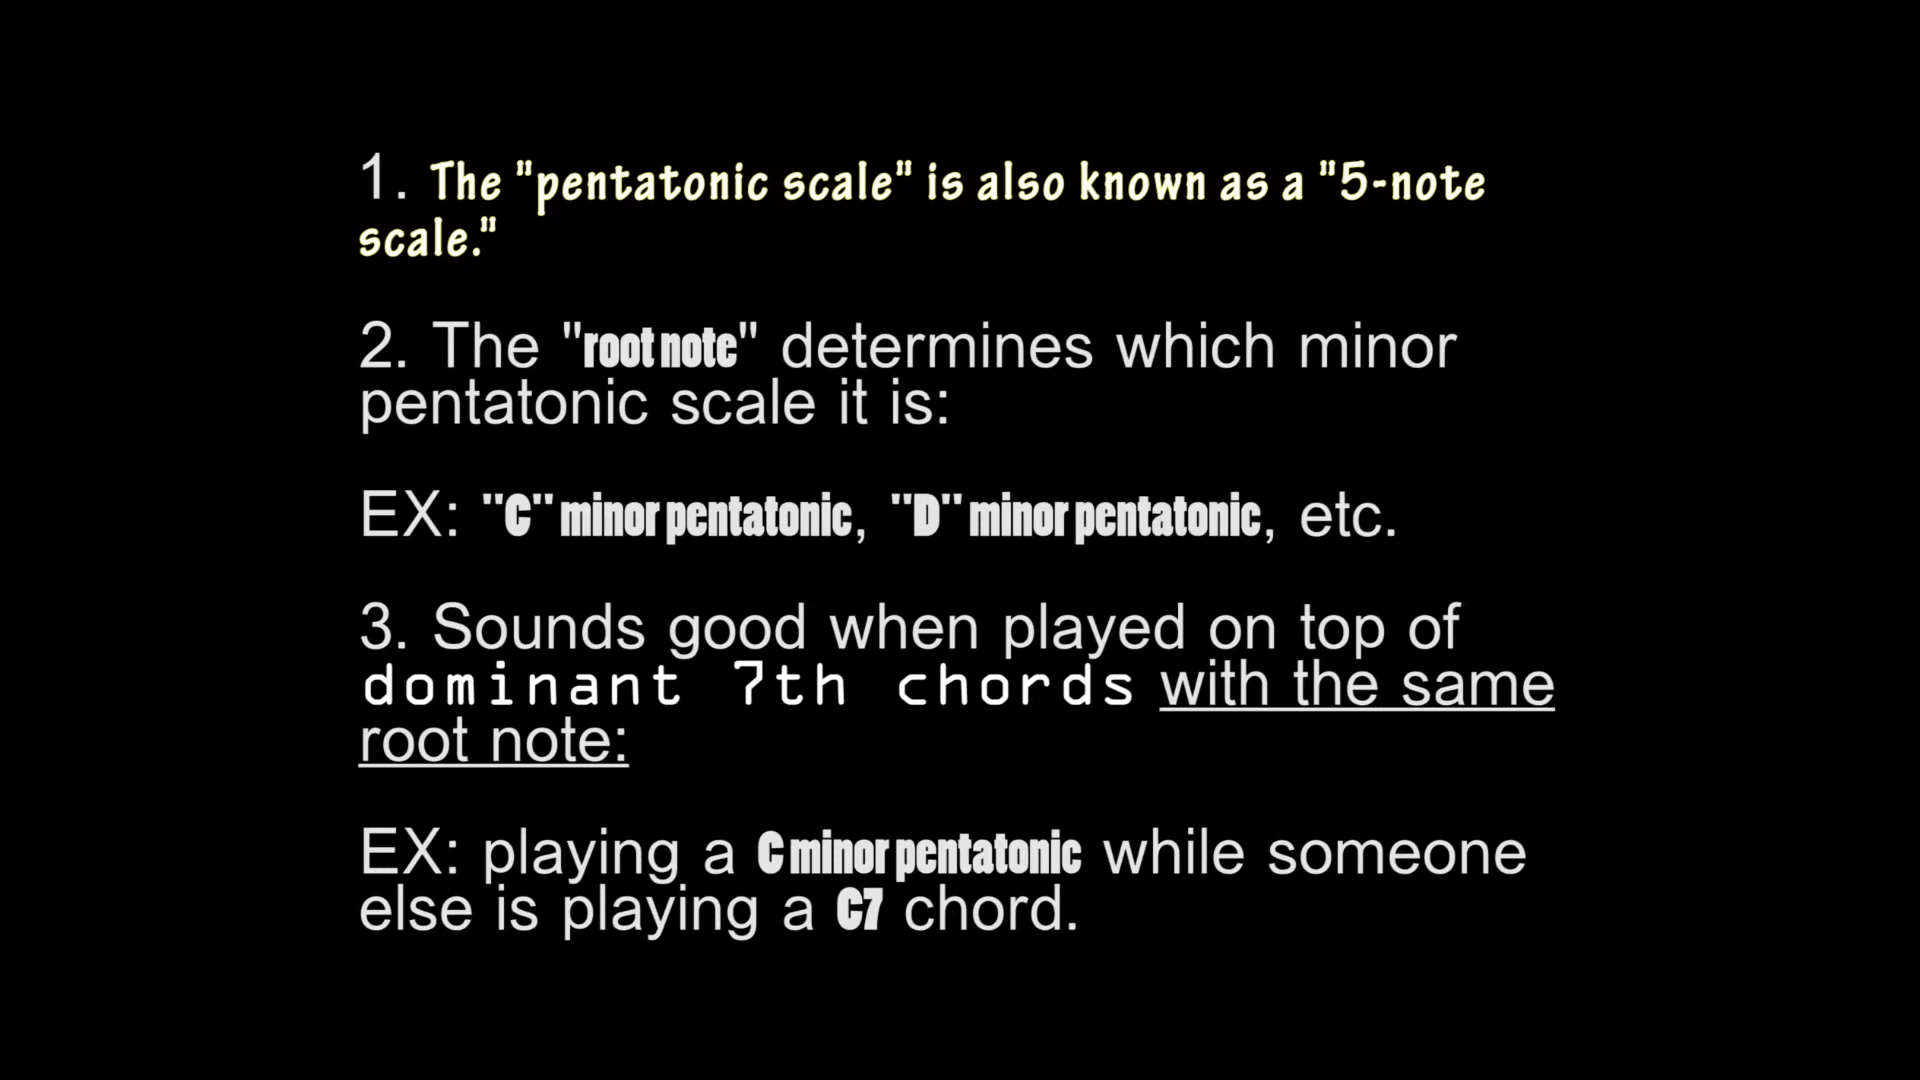 1. The "pentatonic scale" is also known as a "5-note
scale."
2. The "root note" determines which minor
pentatonic scale it is:
EX: "C" minor pentatonic, "D" minor pentatonic, etc.
3. Sounds good when played on top of
dominant 7th chords with the same
root note:
EX: playing a C minor pentatonic while someone
else is playing a C7 chord.